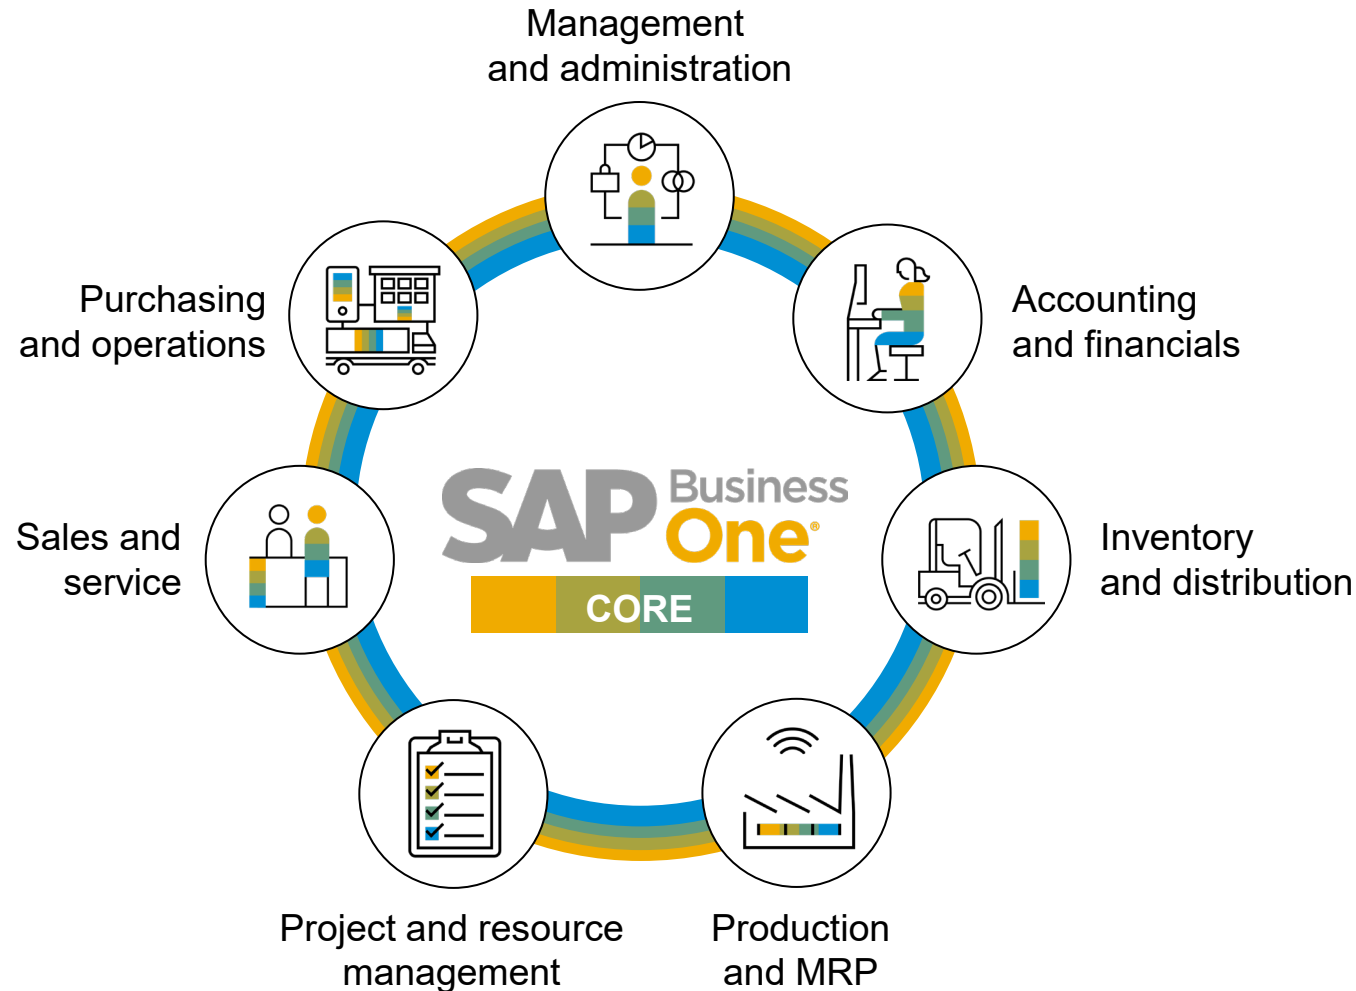 Management
and administration
Purchasing
and operations
Accounting
and financials
SAP Business
One®
CORE
Sales and
service
Inventory
and distribution
Project and resource
management
Production
and MRP